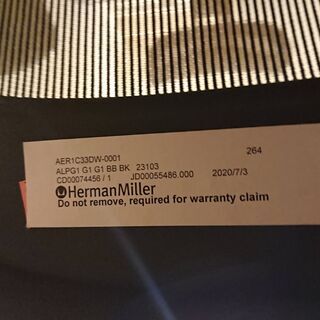 AER1C33DW-0001 264
ALPG1 G1 G1 BB BK 23103
CD00074456 / 1 JD00055486.000 2020/7/3
HermanMiller
Do not remove, required for warranty claim